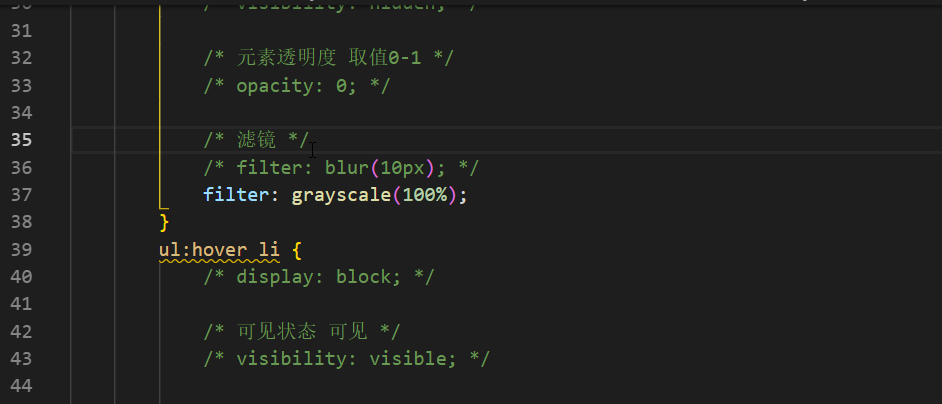 30 /* visibility: hidden; */
31
32 /* 元素透明度 取值0-1 */
33 /* opacity: 0; */
34
35 /* 滤镜 */
36 /* filter: blur(10px); */
37 filter: grayscale(100%);
38 }
39 ul:hover li {
40 /* display: block; */
41
42 /* 可见状态 可见 */
43 /* visibility: visible; */
44